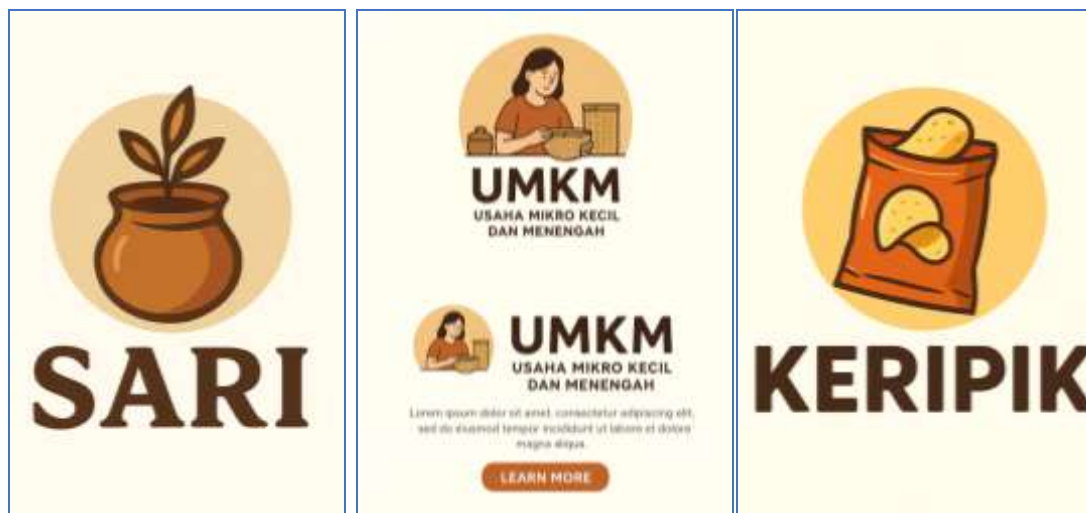 SARI
UMKM
USAHA MIKRO KECIL
DAN MENENGAH
UMKM
USAHA MIKRO KECIL
DAN MENENGAH
Lorem ipsum dolor sit amet, consectetur adipiscing elit,
sed do eiusmod tempor incididunt ut labore et dolore
magna aliqua.
LEARN MORE
KERIPIK